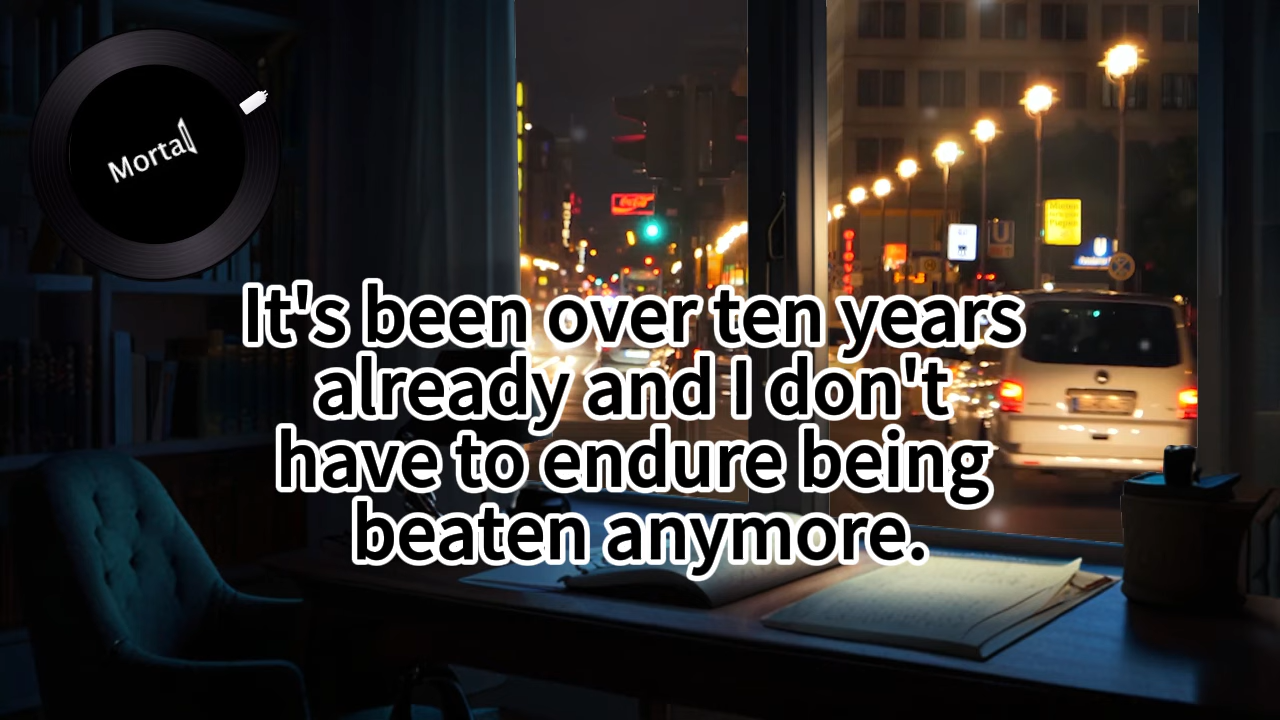 Mortal
It's been over ten years
already and I don't
have to endure being
beaten anymore.
U